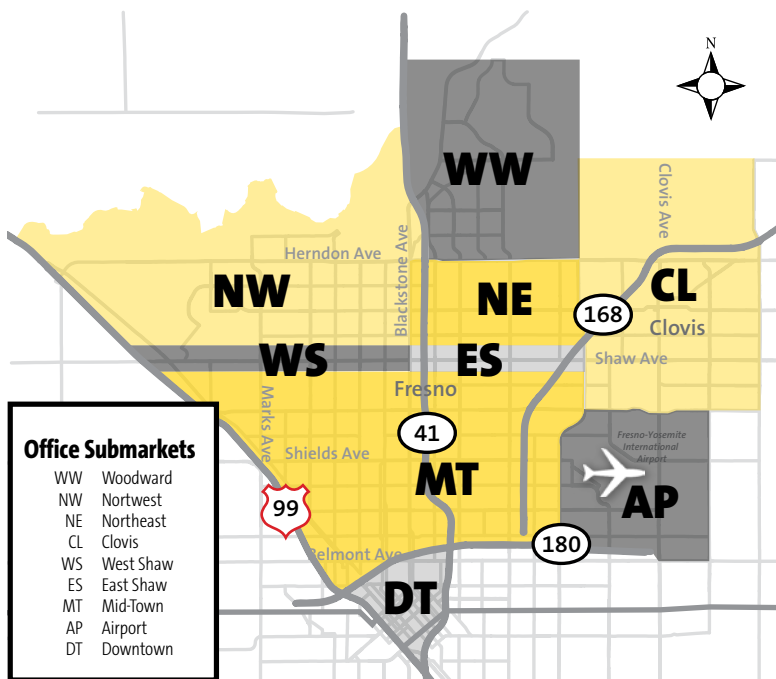 N
WW
Clovis Ave
Blackstone Ave
Herndon Ave
NW
NE
CL
168
Clovis
WS
ES
Shaw Ave
Fresno
Marks Ave
41
Fresno-Yosemite
International
Airport
Shields Ave
MT
AP
99
180
Belmont Ave
DT
Office Submarkets
WW Woodward
NW Nortwest
NE Northeast
CL Clovis
WS West Shaw
ES East Shaw
MT Mid-Town
AP Airport
DT Downtown